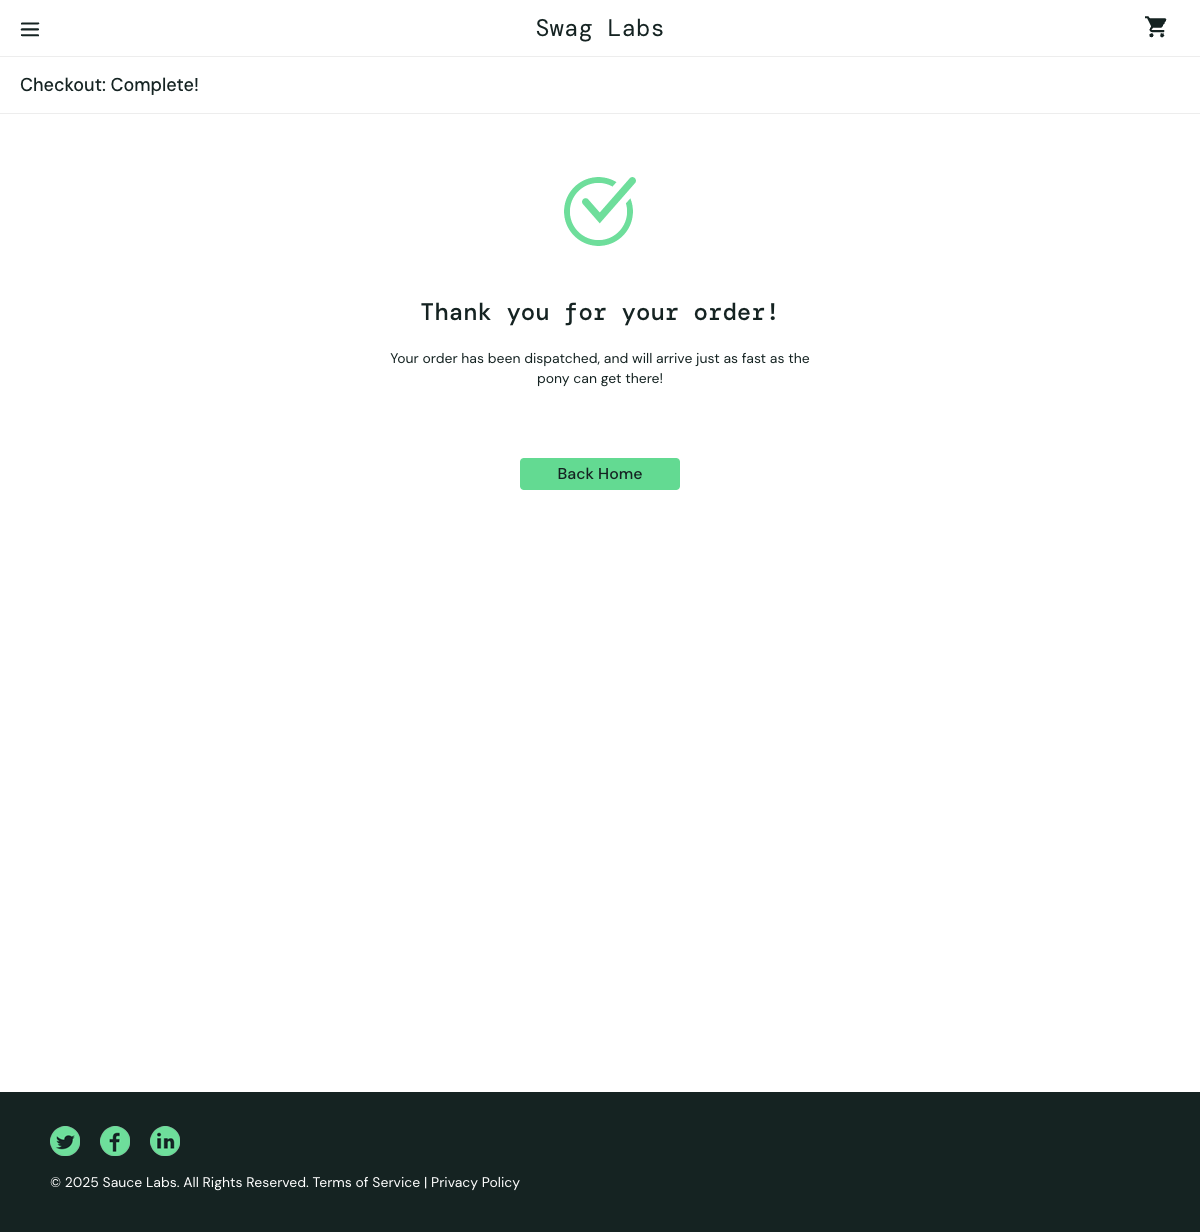 Swag Labs
Checkout: Complete!
Thank you for your order!
Your order has been dispatched, and will arrive just as fast as the
pony can get there!
Back Home
© 2025 Sauce Labs. All Rights Reserved. Terms of Service | Privacy Policy